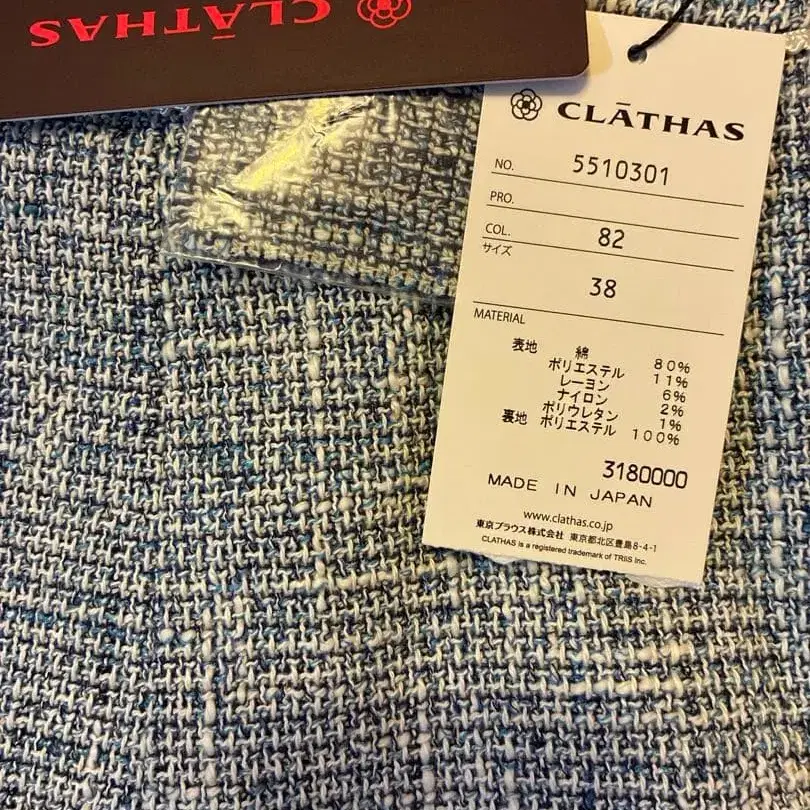 CLĀTHAS
CLĀTHAS
NO. 5510301
PRO.
COL. 82
サイズ
38
MATERIAL
表地 綿 80%
ポリエステル 11%
レーヨン 6%
ナイロン 2%
ポリウレタン 1%
裏地 ポリエステル 100%
3180000
MADE IN JAPAN
www.clathas.co.jp
東京ブラウス株式会社 東京都北区豊島8-4-1
CLATHAS is a registered trademark of TRIIS Inc.